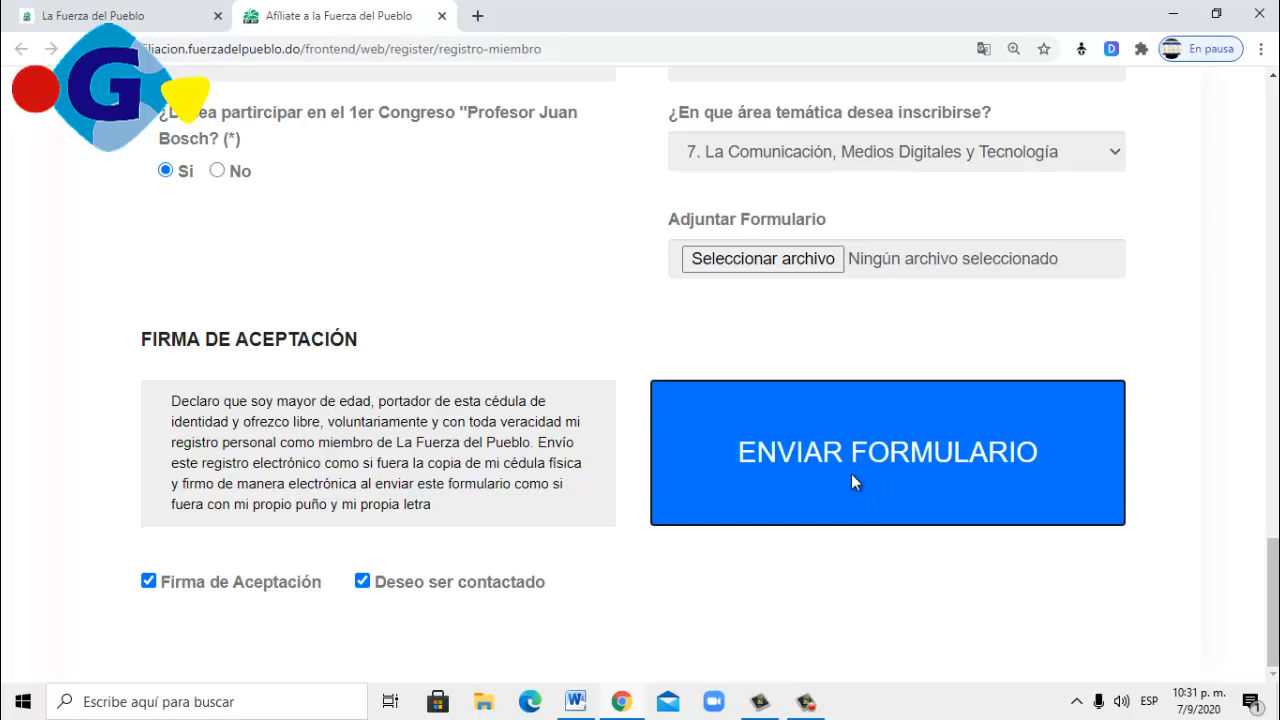 La Fuerza del Pueblo
Afíliate a la Fuerza del Pueblo
iliacion.fuerzadelpueblo.do/frontend/web/register/registro-miembro
D
En pausa
G
ea partircipar en el 1er Congreso "Profesor Juan
Bosch? (*)
Si
No
¿En que área temática desea inscribirse?
7. La Comunicación, Medios Digitales y Tecnología
Adjuntar Formulario
Seleccionar archivo
Ningún archivo seleccionado
FIRMA DE ACEPTACIÓN
Declaro que soy mayor de edad, portador de esta cédula de
identidad y ofrezco libre, voluntariamente y con toda veracidad mi
registro personal como miembro de La Fuerza del Pueblo. Envío
este registro electrónico como si fuera la copia de mi cédula física
y firmo de manera electrónica al enviar este formulario como si
fuera con mi propio puño y mi propia letra
ENVIAR FORMULARIO
Firma de Aceptación
Deseo ser contactado
Escribe aquí para buscar
ESP
10:31 p. m.
7/9/2020
1